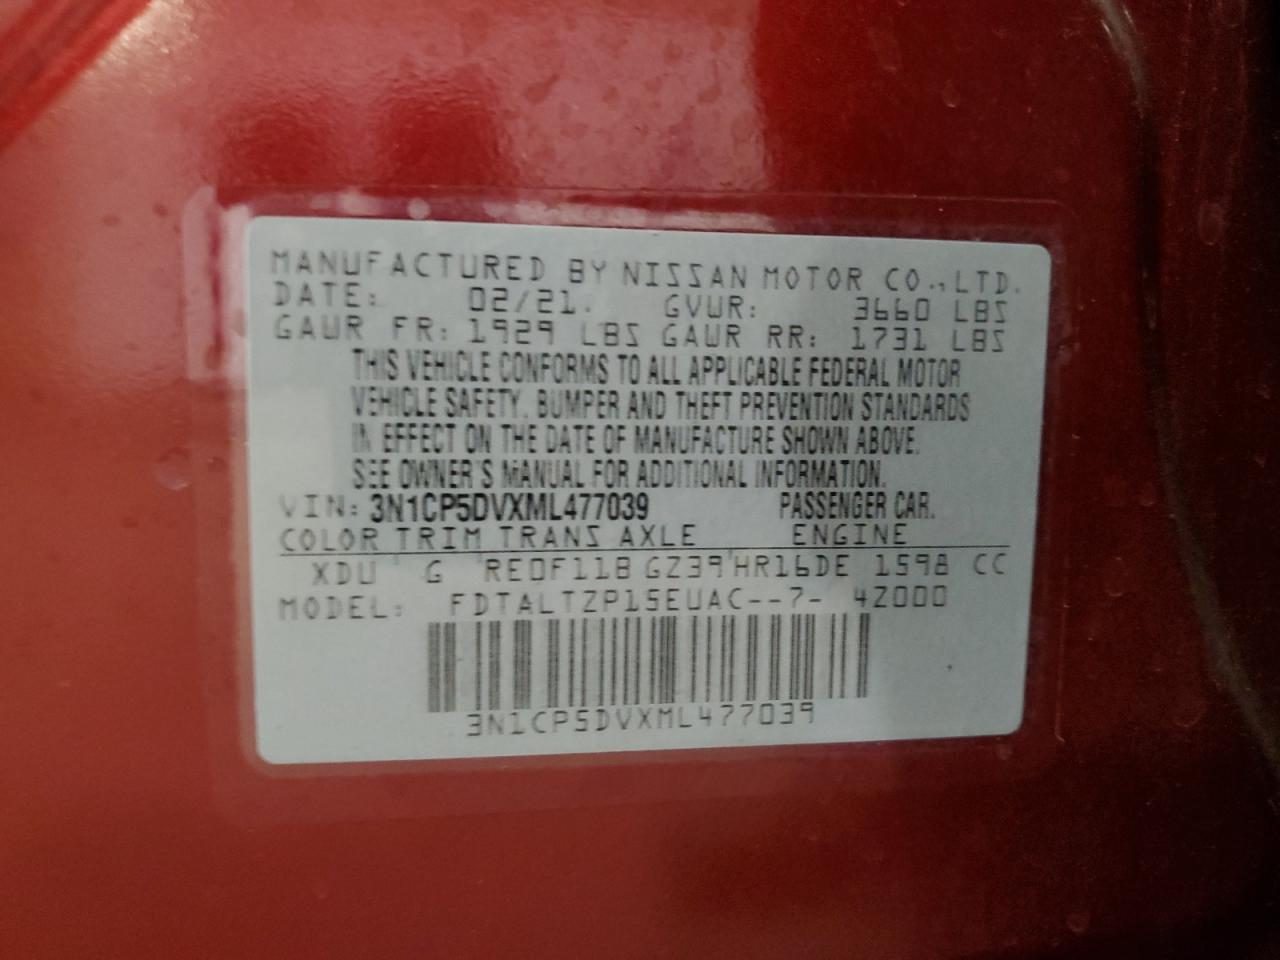 MANUFACTURED BY NISSAN MOTOR CO.,LTD.
DATE: 02/21. GVWR: 3660 LBS
GAWR FR: 1929 LBS GAWR RR: 1731 LBS
THIS VEHICLE CONFORMS TO ALL APPLICABLE FEDERAL MOTOR
VEHICLE SAFETY, BUMPER AND THEFT PREVENTION STANDARDS
IN EFFECT ON THE DATE OF MANUFACTURE SHOWN ABOVE.
SEE OWNER'S MANUAL FOR ADDITIONAL INFORMATION.
VIN: 3N1CP5DVXML477039 PASSENGER CAR.
COLOR TRIM TRANS AXLE ENGINE
XDU G RE0F11B GZ39 HR16DE 1598 CC
MODEL: FDTALTZP15EUAC--7- 42000
3N1CP5DVXML477039